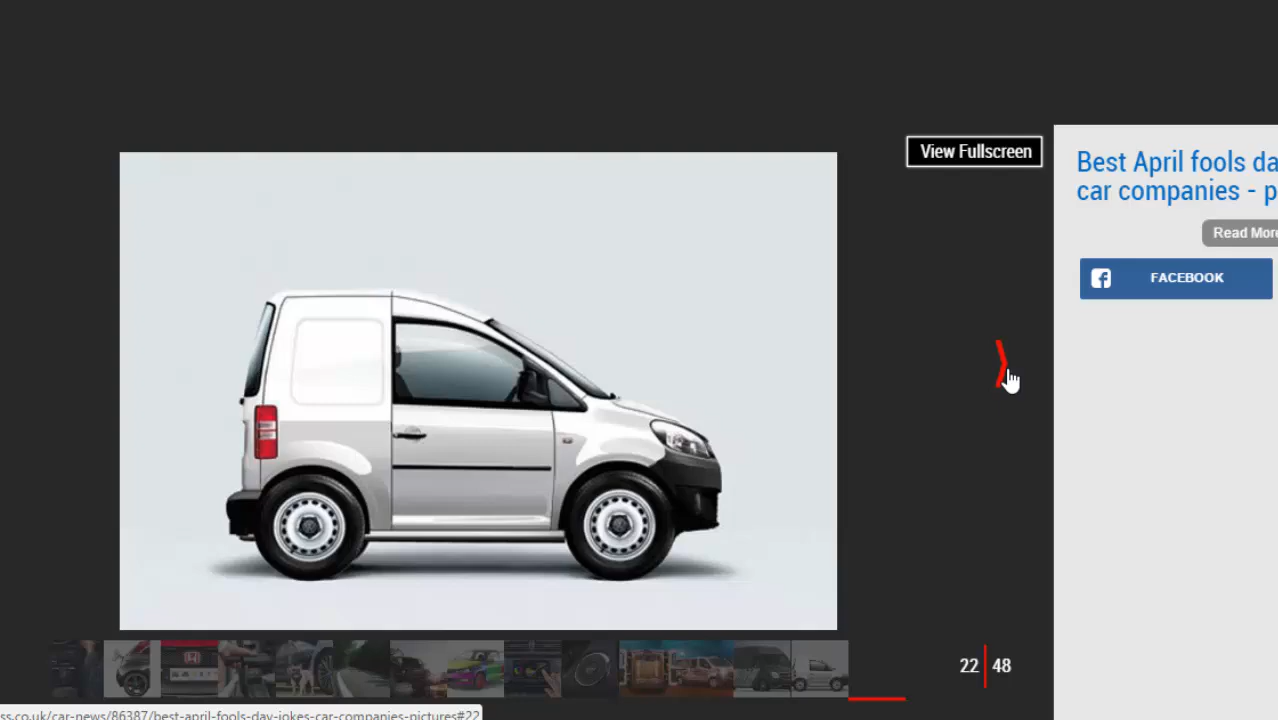 View Fullscreen
Best April fools da
car companies - p
Read More
FACEBOOK
22 48
ss.co.uk/car-news/86387/best-april-fools-day-jokes-car-companies-pictures#22